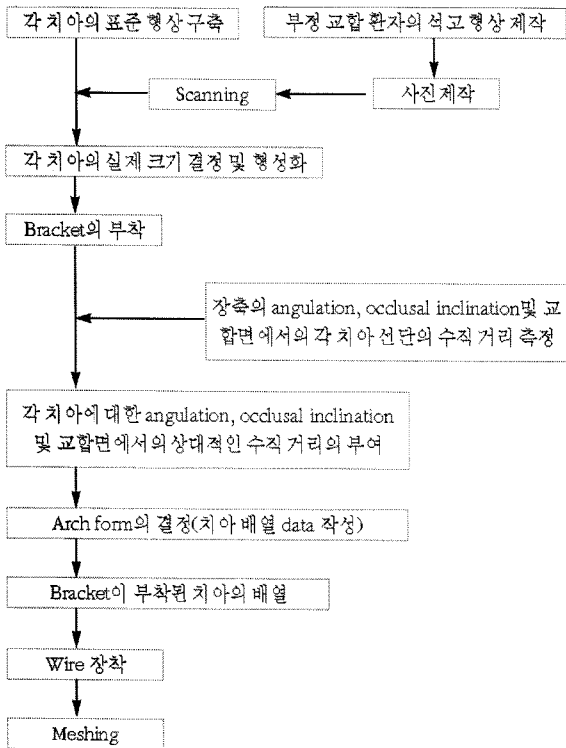 각 치아의 표준 형상 구축
부정 교합 환자의 석고 형상 제작
Scanning
사진 제작
각 치아의 실제 크기 결정 및 형성화
Bracket의 부착
장축의 angulation, occlusal inclination및 교
합면에서의 각 치아 선단의 수직 거리 측정
각 치아에 대한 angulation, occlusal inclination
및 교합면에서의 상대적인 수직 거리의 부여
Arch form의 결정(치아 배열 data 작성)
Bracket이 부착된 치아의 배열
Wire 장착
Meshing